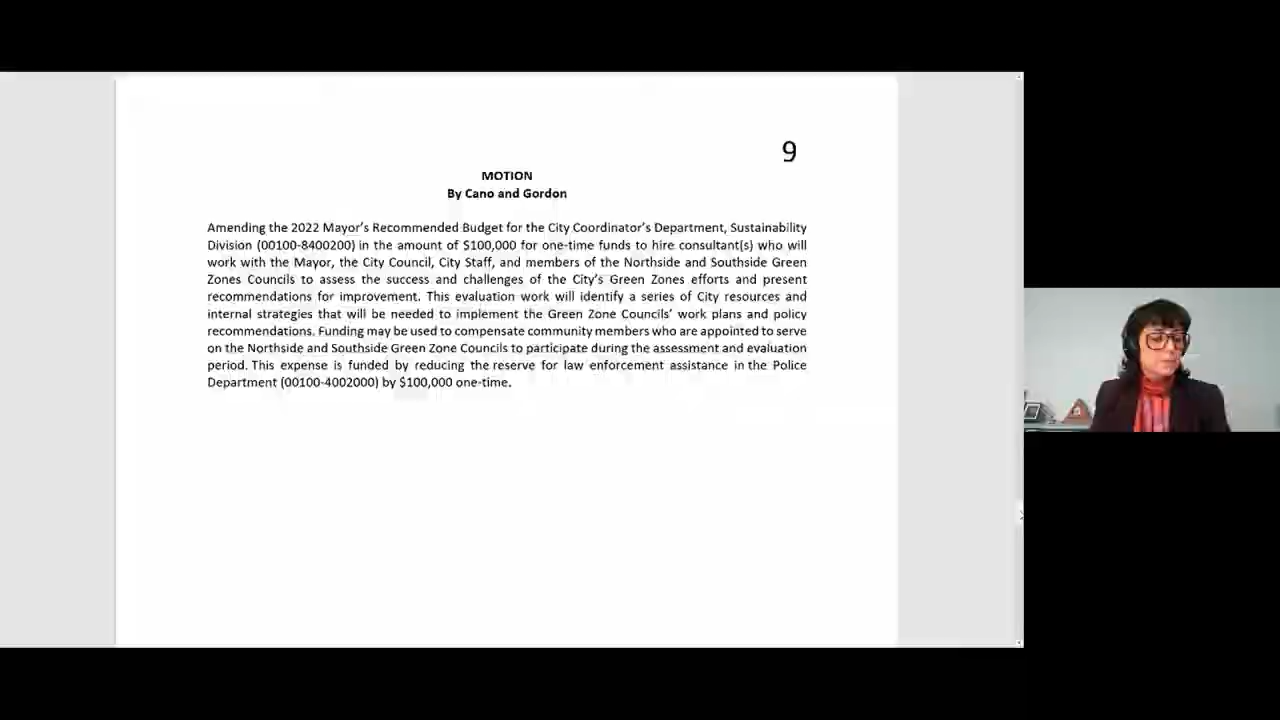 9
MOTION
By Cano and Gordon
Amending the 2022 Mayor's Recommended Budget for the City Coordinator's Department, Sustainability
Division (00100-8400200) in the amount of $100,000 for one-time funds to hire consultant(s) who will
work with the Mayor, the City Council, City Staff, and members of the Northside and Southside Green
Zones Councils to assess the success and challenges of the City's Green Zones efforts and present
recommendations for improvement. This evaluation work will identify a series of City resources and
internal strategies that will be needed to implement the Green Zone Councils' work plans and policy
recommendations. Funding may be used to compensate community members who are appointed to serve
on the Northside and Southside Green Zone Councils to participate during the assessment and evaluation
period. This expense is funded by reducing the reserve for law enforcement assistance in the Police
Department (00100-4002000) by $100,000 one-time.